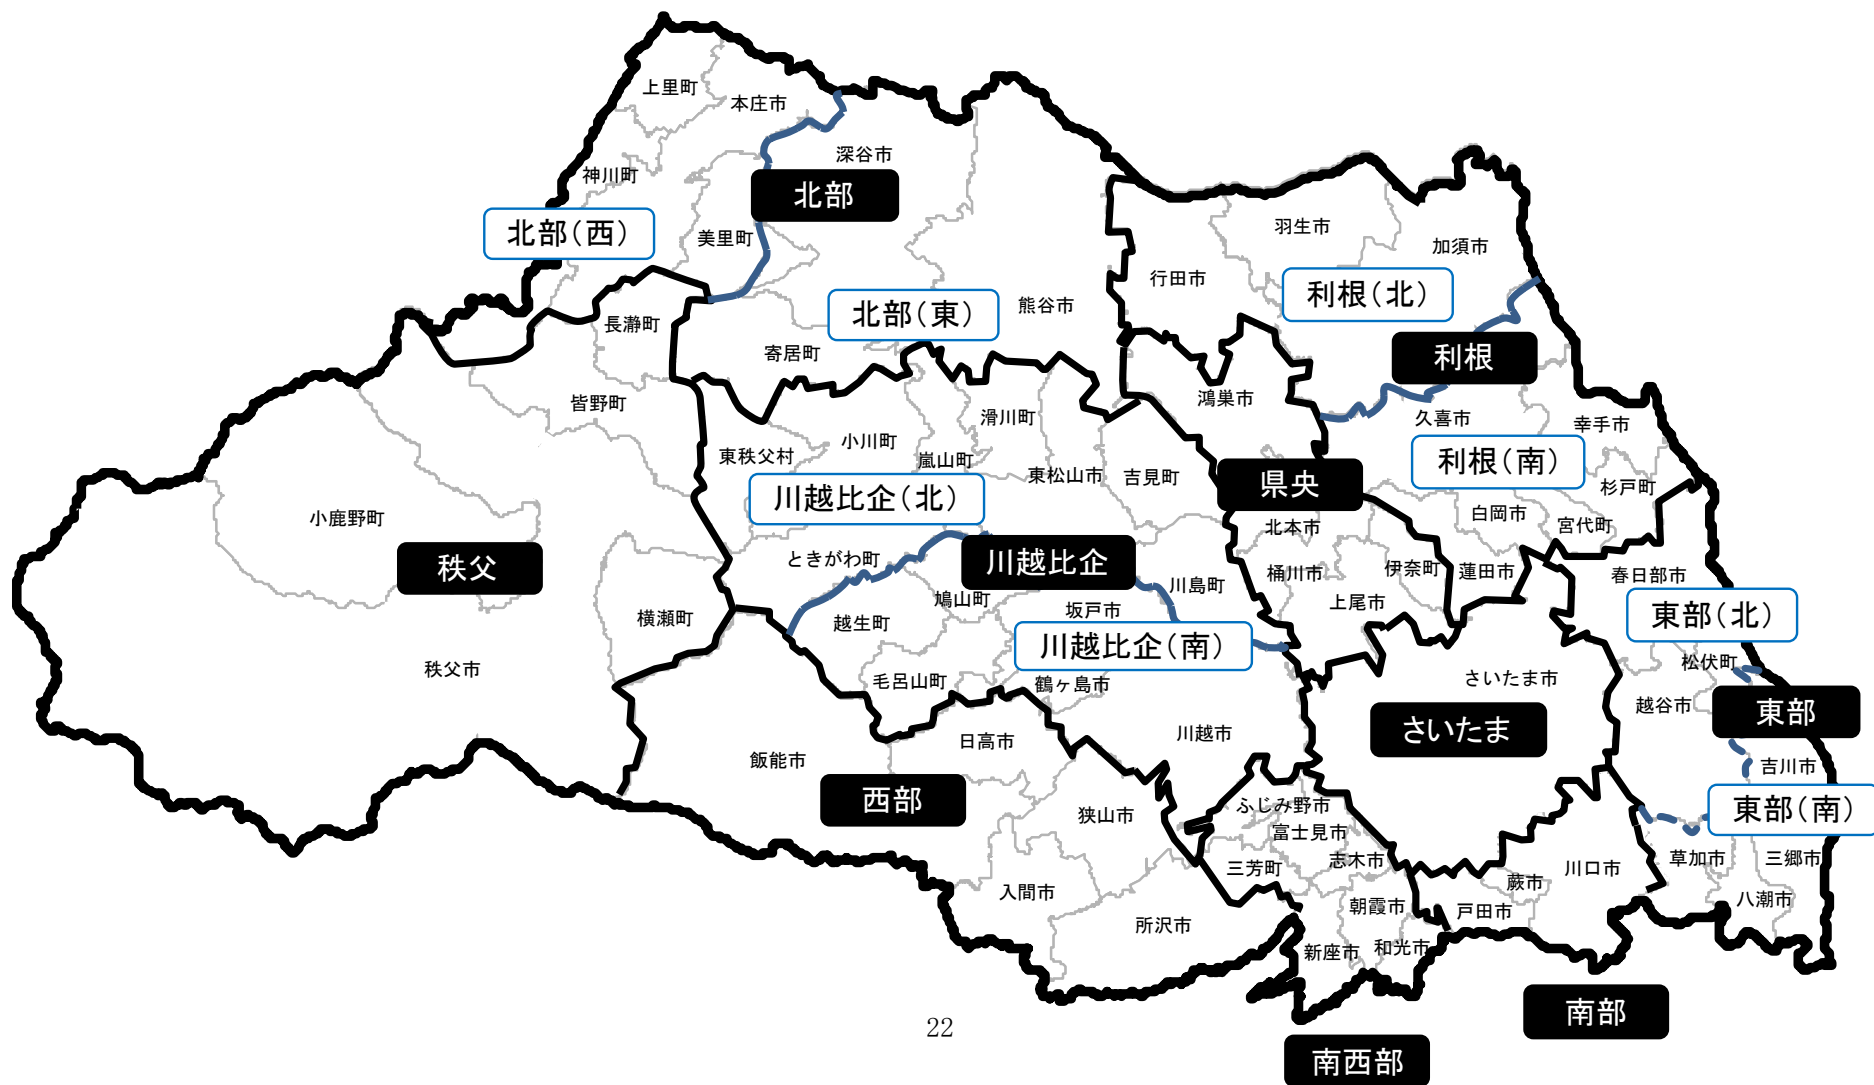 上里町
本庄市
深谷市
神川町
北部
北部(西)
美里町
羽生市
加須市
行田市
利根(北)
北部(東)
熊谷市
長瀞町
寄居町
利根
鴻巣市
皆野町
滑川町
久喜市
幸手市
小川町
東秩父村
嵐山町
東松山市
吉見町
利根(南)
県央
杉戸町
川越比企(北)
小鹿野町
北本市
白岡市
宮代町
秩父
ときがわ町
川越比企
川島町
桶川市
伊奈町
蓮田市
春日部市
横瀬町
越生町
鳩山町
坂戸市
上尾市
東部(北)
川越比企(南)
秩父市
毛呂山町
鶴ヶ島市
さいたま市
松伏町
越谷市
東部
さいたま
日高市
川越市
飯能市
吉川市
西部
狭山市
ふじみ野市
富士見市
東部(南)
三芳町
志木市
川口市
草加市
三郷市
入間市
蕨市
朝霞市
戸田市
八潮市
所沢市
新座市
和光市
南部
22
南西部